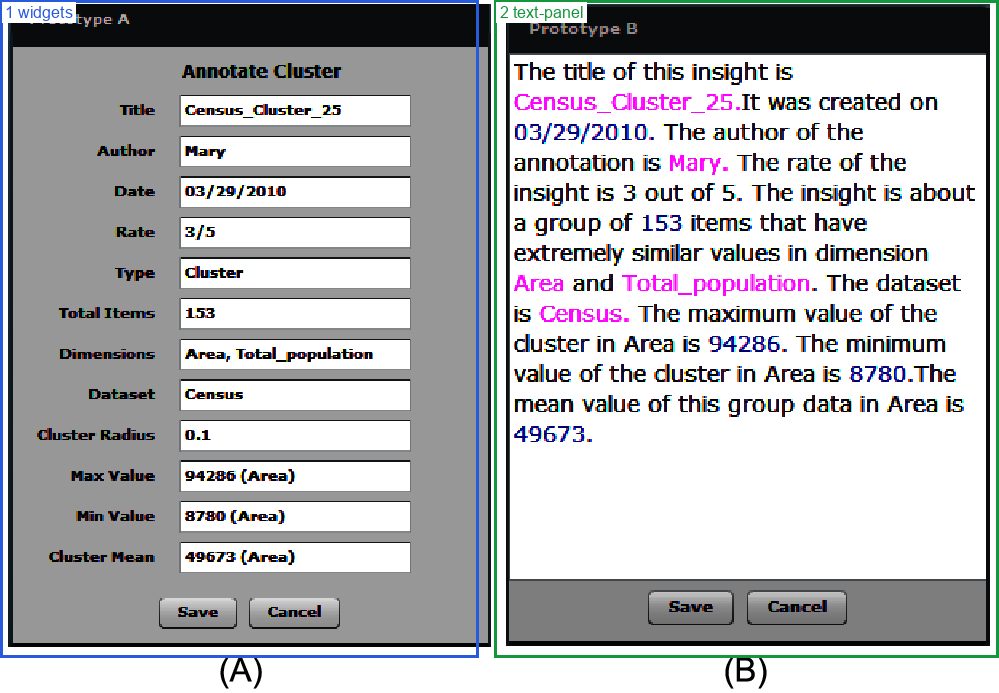 1 widgets
Prototype A
Annotate Cluster
Title Census_Cluster_25
Author Mary
Date 03/29/2010
Rate 3/5
Type Cluster
Total Items 153
Dimensions Area, Total_population
Dataset Census
Cluster Radius 0.1
Max Value 94286 (Area)
Min Value 8780 (Area)
Cluster Mean 49673 (Area)
Save Cancel
(A)
2 text-panel
Prototype B
The title of this insight is
Census_Cluster_25.It was created on
03/29/2010. The author of the
annotation is Mary. The rate of the
insight is 3 out of 5. The insight is about
a group of 153 items that have
extremely similar values in dimension
Area and Total_population. The dataset
is Census. The maximum value of the
cluster in Area is 94286. The minimum
value of the cluster in Area is 8780.The
mean value of this group data in Area is
49673.
Save Cancel
(B)